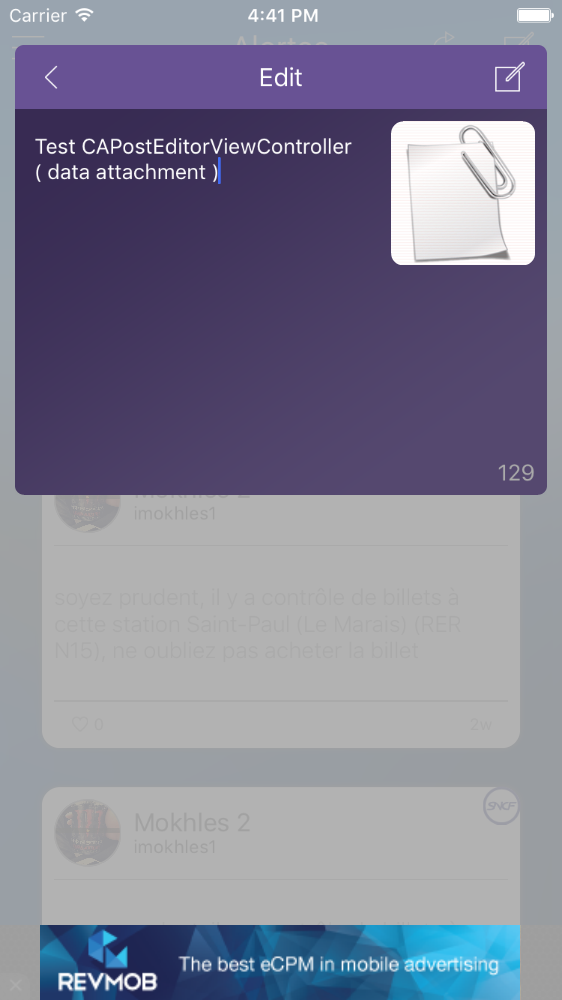 Carrier 4:41 PM
Alertes
Edit
Test CAPostEditorViewController
( data attachment )
129
Mokhles 2
imokhles1
soyez prudent, il y a contrôle de billets à
cette station Saint-Paul (Le Marais) (RER
N15), ne oubliez pas acheter la billet
0 2w
SNCF
Mokhles 2
imokhles1
REVMOB The best eCPM in mobile advertising